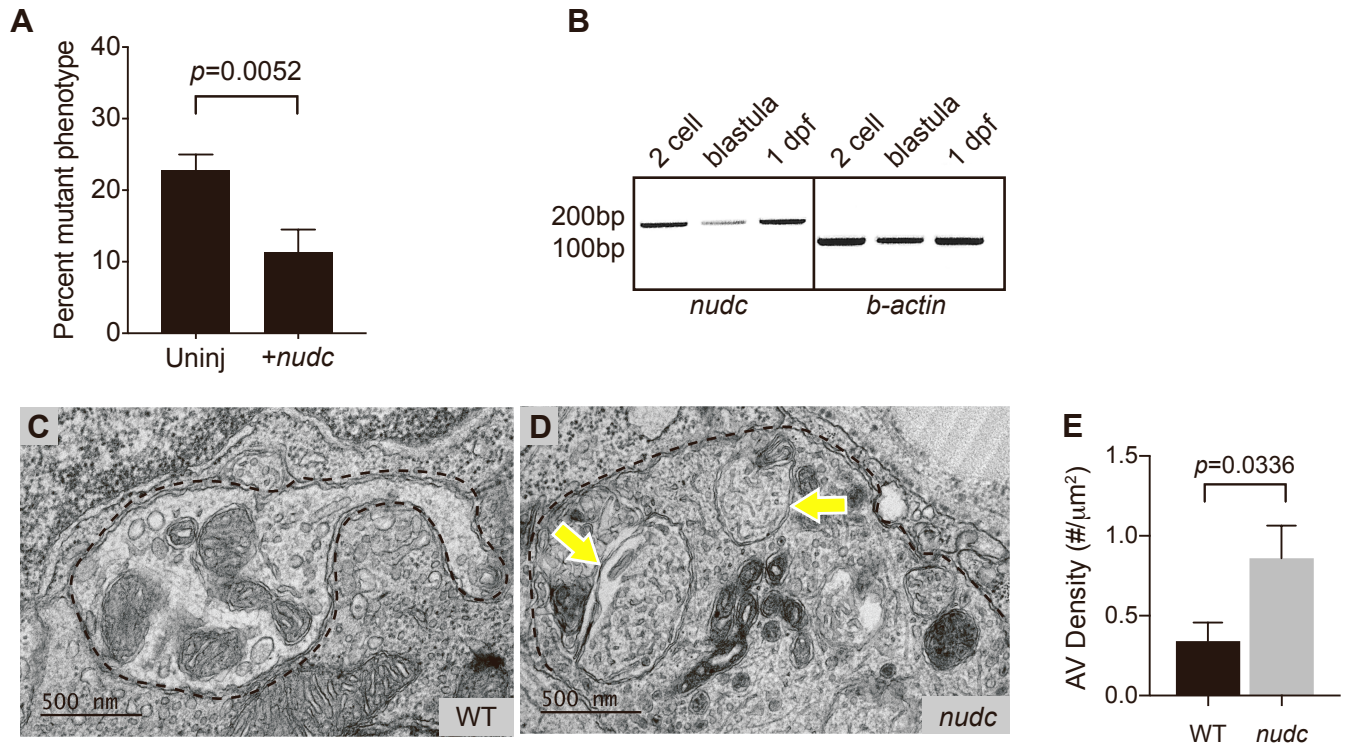 A
Percent mutant phenotype
40
30
20
10
0
p=0.0052
Uninj
+nudc
B
2 cell
blastula
1 dpf
2 cell
blastula
1 dpf
200bp
100bp
nudc
b-actin
C
500 nm
WT
D
500 nm
nudc
E
AV Density (#/μm²)
1.5
1.0
0.5
0.0
p=0.0336
WT
nudc